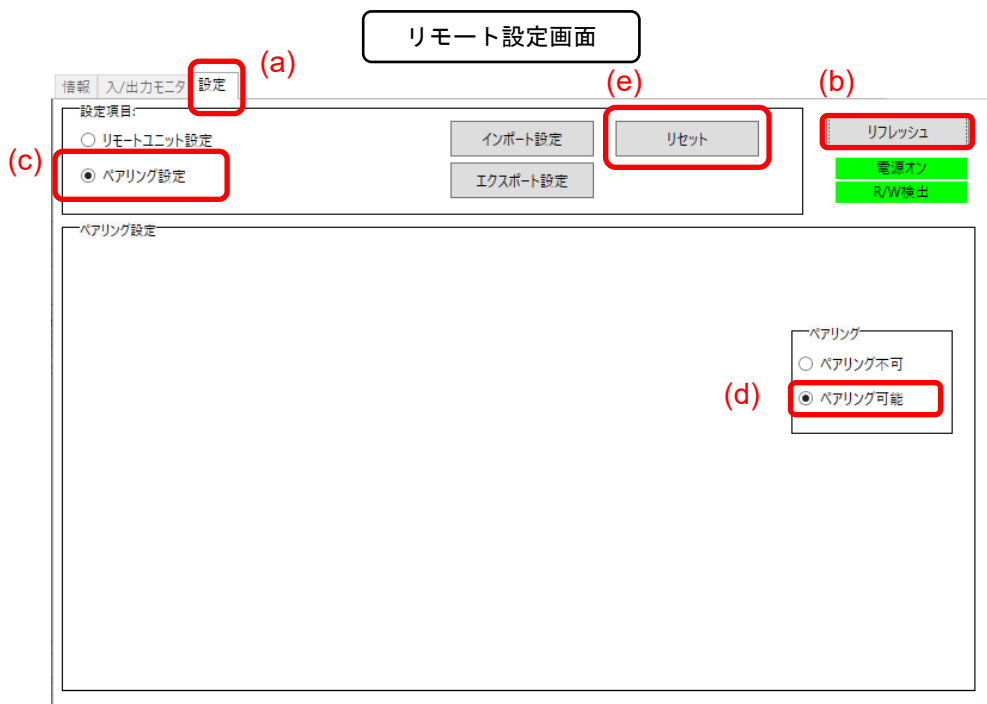 リモート設定画面
(a)
(e)
(b)
情報 入/出力モニタ 設定
設定項目:
リモートユニット設定
インポート設定
リセット
リフレッシュ
(c)
ペアリング設定
エクスポート設定
電源オン
R/W検出
ペアリング設定
ペアリング
ペアリング不可
(d)
ペアリング可能